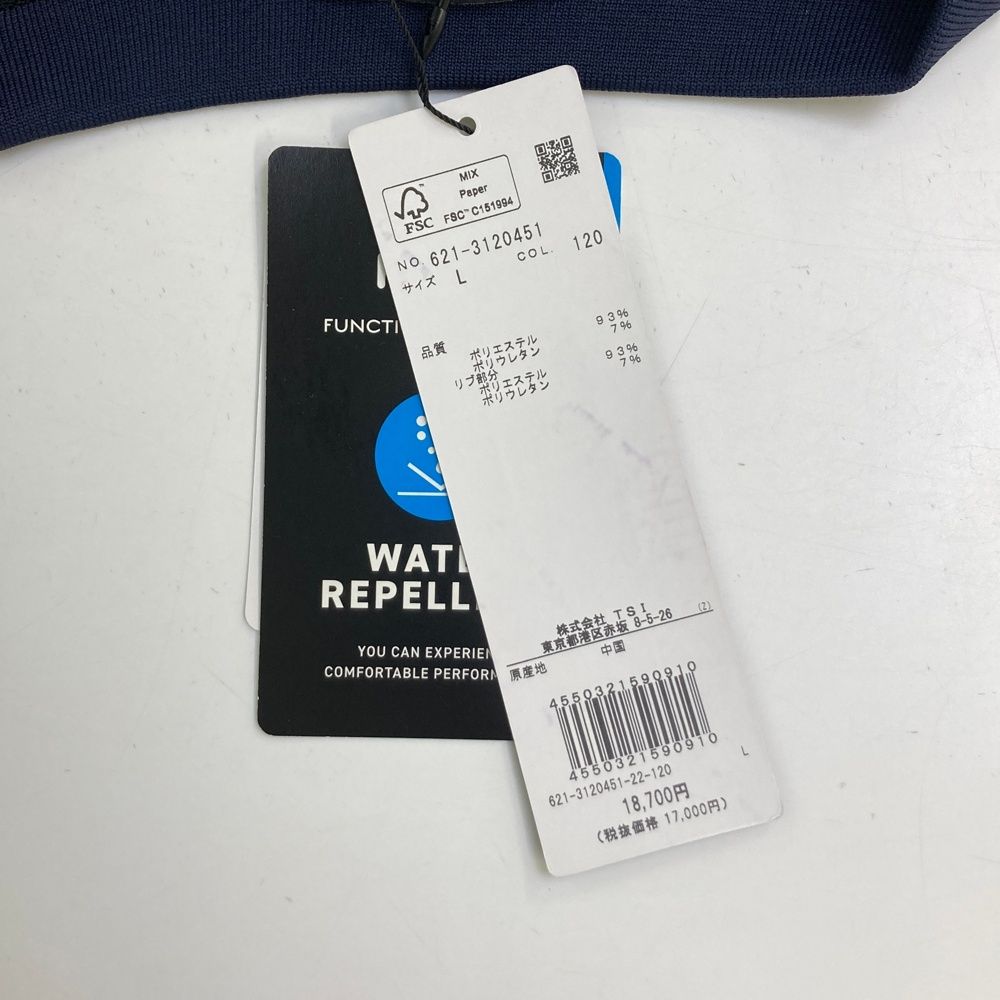 MIX
Paper
FSC™ C151994
FSC
NO. 621-3120451
COL. 120
サイズ L
品質 ポリエステル 93%
ポリウレタン 7%
リブ部分
ポリエステル 93%
ポリウレタン 7%
株式会社 TSI
東京都港区赤坂 8-5-26 (2)
原産地 中国
4550321590910
4550321590910
621-3120451-22-120 L
18,700円
(税抜価格 17,000円)
FUNCTI
WATE
REPELL
YOU CAN EXPERIEN
COMFORTABLE PERFORM